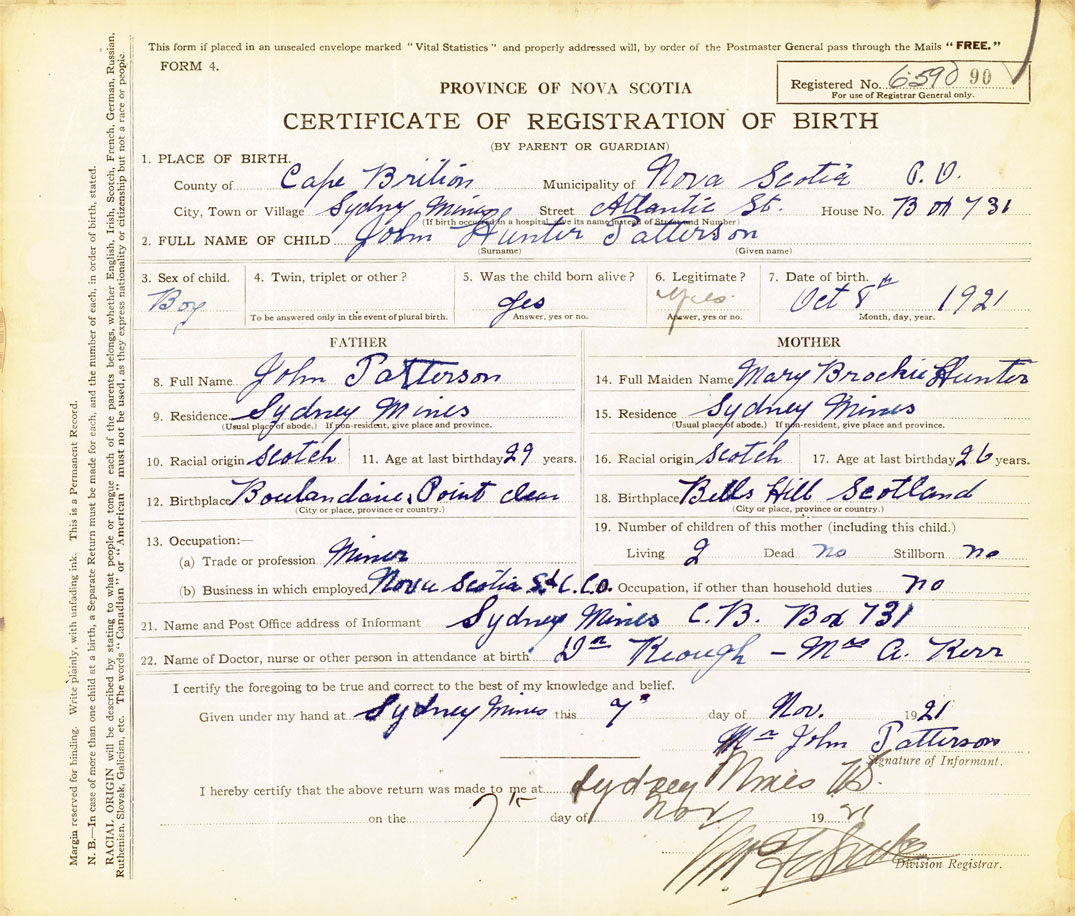 This form if placed in an unsealed envelope marked "Vital Statistics" and properly addressed will, by order of the Postmaster General pass through the Mails "FREE."
FORM 4.
Registered No. 6590 90
For use of Registrar General only.
PROVINCE OF NOVA SCOTIA
CERTIFICATE OF REGISTRATION OF BIRTH
(BY PARENT OR GUARDIAN)
1. PLACE OF BIRTH.
County of Cape Brition Municipality of Nova Scotia
City, Town or Village Sydney Mines Street Atlantic St. House No. Box 731
(If birth occurred in a hospital, give its name instead of Street and Number)
2. FULL NAME OF CHILD John Hunter Patterson
(Surname) (Given name)
3. Sex of child. 4. Twin, triplet or other? 5. Was the child born alive? 6. Legitimate? 7. Date of birth.
Boy Yes Yes Oct 8th 1921
To be answered only in the event of plural birth. Answer, yes or no. Answer, yes or no. Month, day, year.
FATHER
8. Full Name John Patterson
9. Residence Sydney Mines
(Usual place of abode.) If non-resident, give place and province.
10. Racial origin Scotch 11. Age at last birthday 29 years.
12. Birthplace Point
(City or place, province or country.)
13. Occupation:—
(a) Trade or profession Miner
(b) Business in which employed Nova Scotia St & C. Co.
MOTHER
14. Full Maiden Name Mary Brockie Hunter
15. Residence Sydney Mines
(Usual place of abode.) If non-resident, give place and province.
16. Racial origin Scotch 17. Age at last birthday 26 years.
18. Birthplace Bells Hill Scotland
(City or place, province or country.)
19. Number of children of this mother (including this child.)
Living 2 Dead no Stillborn no
Occupation, if other than household duties no
21. Name and Post Office address of Informant Sydney Mines C.B. Box 731
22. Name of Doctor, nurse or other person in attendance at birth Dr Keough - Mrs A. Kerr
I certify the foregoing to be true and correct to the best of my knowledge and belief.
Given under my hand at Sydney Mines this 7th day of Nov. 1921
Mr John Patterson
Signature of Informant.
I hereby certify that the above return was made to me at Sydney Mines
on the 7th day of Nov 1921
Division Registrar.
Margin reserved for binding. Write plainly, with unfading ink. This is a Permanent Record.
N. B.—In case of more than one child at a birth, a Separate Return must be made for each, and the number of each, in order of birth, stated.
RACIAL ORIGIN will be described by stating to what people or tongue each of the parents belongs, whether English, Irish, Scotch, French, German, Russian,
Ruthenian, Slovak, Galician, etc. The words "Canadian" or "American" must not be used, as they express nationality or citizenship but not a race or people.